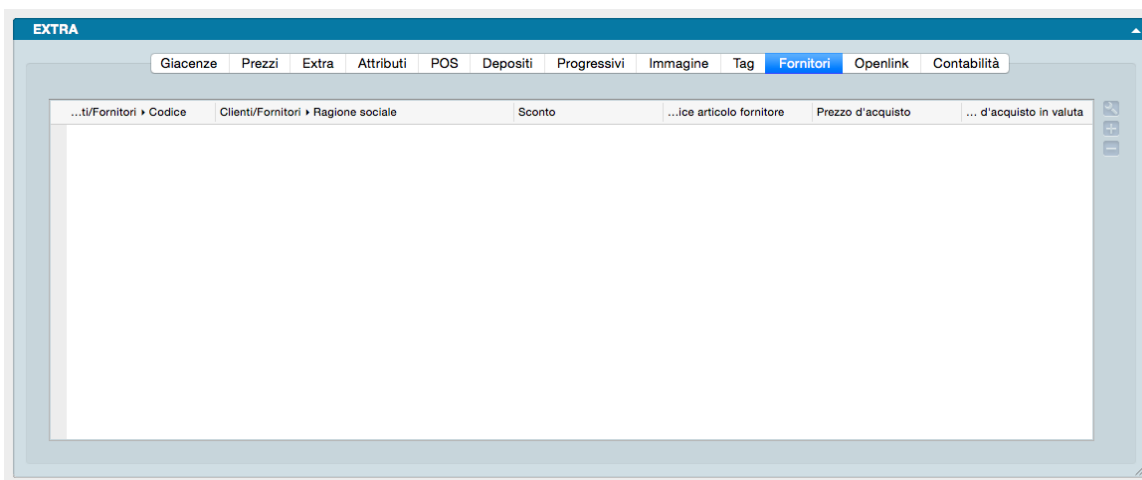 EXTRA
Giacenze Prezzi Extra Attributi POS Depositi Progressivi Immagine Tag Fornitori Openlink Contabilità
...ti/Fornitori ▸ Codice Clienti/Fornitori ▸ Ragione sociale Sconto ...ice articolo fornitore Prezzo d'acquisto ... d'acquisto in valuta